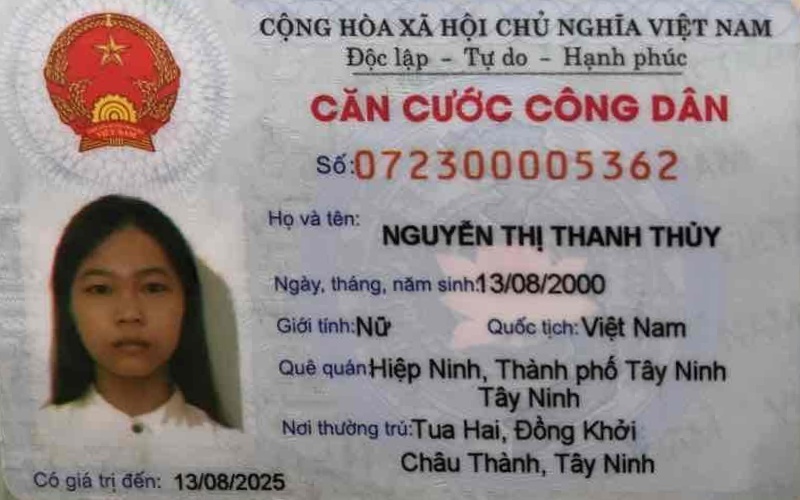 CỘNG HÒA XÃ HỘI CHỦ NGHĨA VIỆT NAM
Độc lập - Tự do - Hạnh phúc
CĂN CƯỚC CÔNG DÂN
Số: 072300005362
Họ và tên:
NGUYỄN THỊ THANH THỦY
Ngày, tháng, năm sinh: 13/08/2000
Giới tính: Nữ Quốc tịch: Việt Nam
Quê quán: Hiệp Ninh, Thành phố Tây Ninh
Tây Ninh
Nơi thường trú: Tua Hai, Đồng Khởi
Châu Thành, Tây Ninh
Có giá trị đến: 13/08/2025